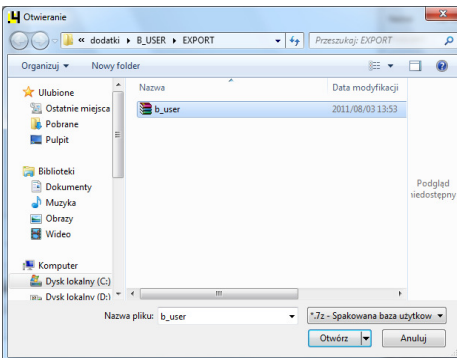 Otwieranie
« dodatki ▸ B_USER ▸ EXPORT
Przeszukaj: EXPORT
Organizuj
Nowy folder
Nazwa
Data modyfikacji
Ulubione
Ostatnie miejsca
Pobrane
Pulpit
b_user
2011/08/03 13:53
Biblioteki
Dokumenty
Muzyka
Obrazy
Wideo
Podgląd
niedostępny
Komputer
Dysk lokalny (C:)
Dysk lokalny (D:)
Nazwa pliku:
b_user
*.7z - Spakowana baza użytkow
Otwórz
Anuluj